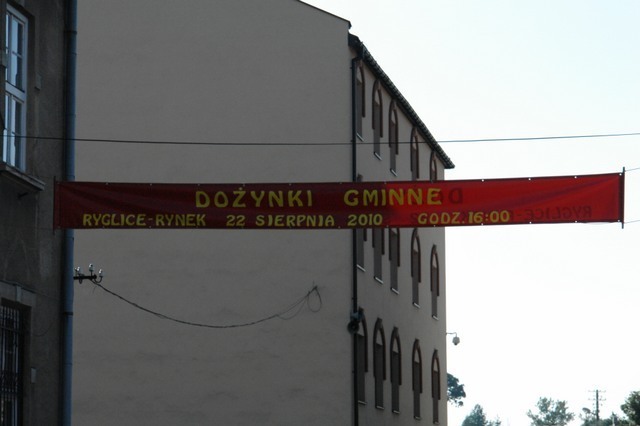 DOŻYNKI GMINNE
RYGLICE-RYNEK 22 SIERPNIA 2010 GODZ.16:00